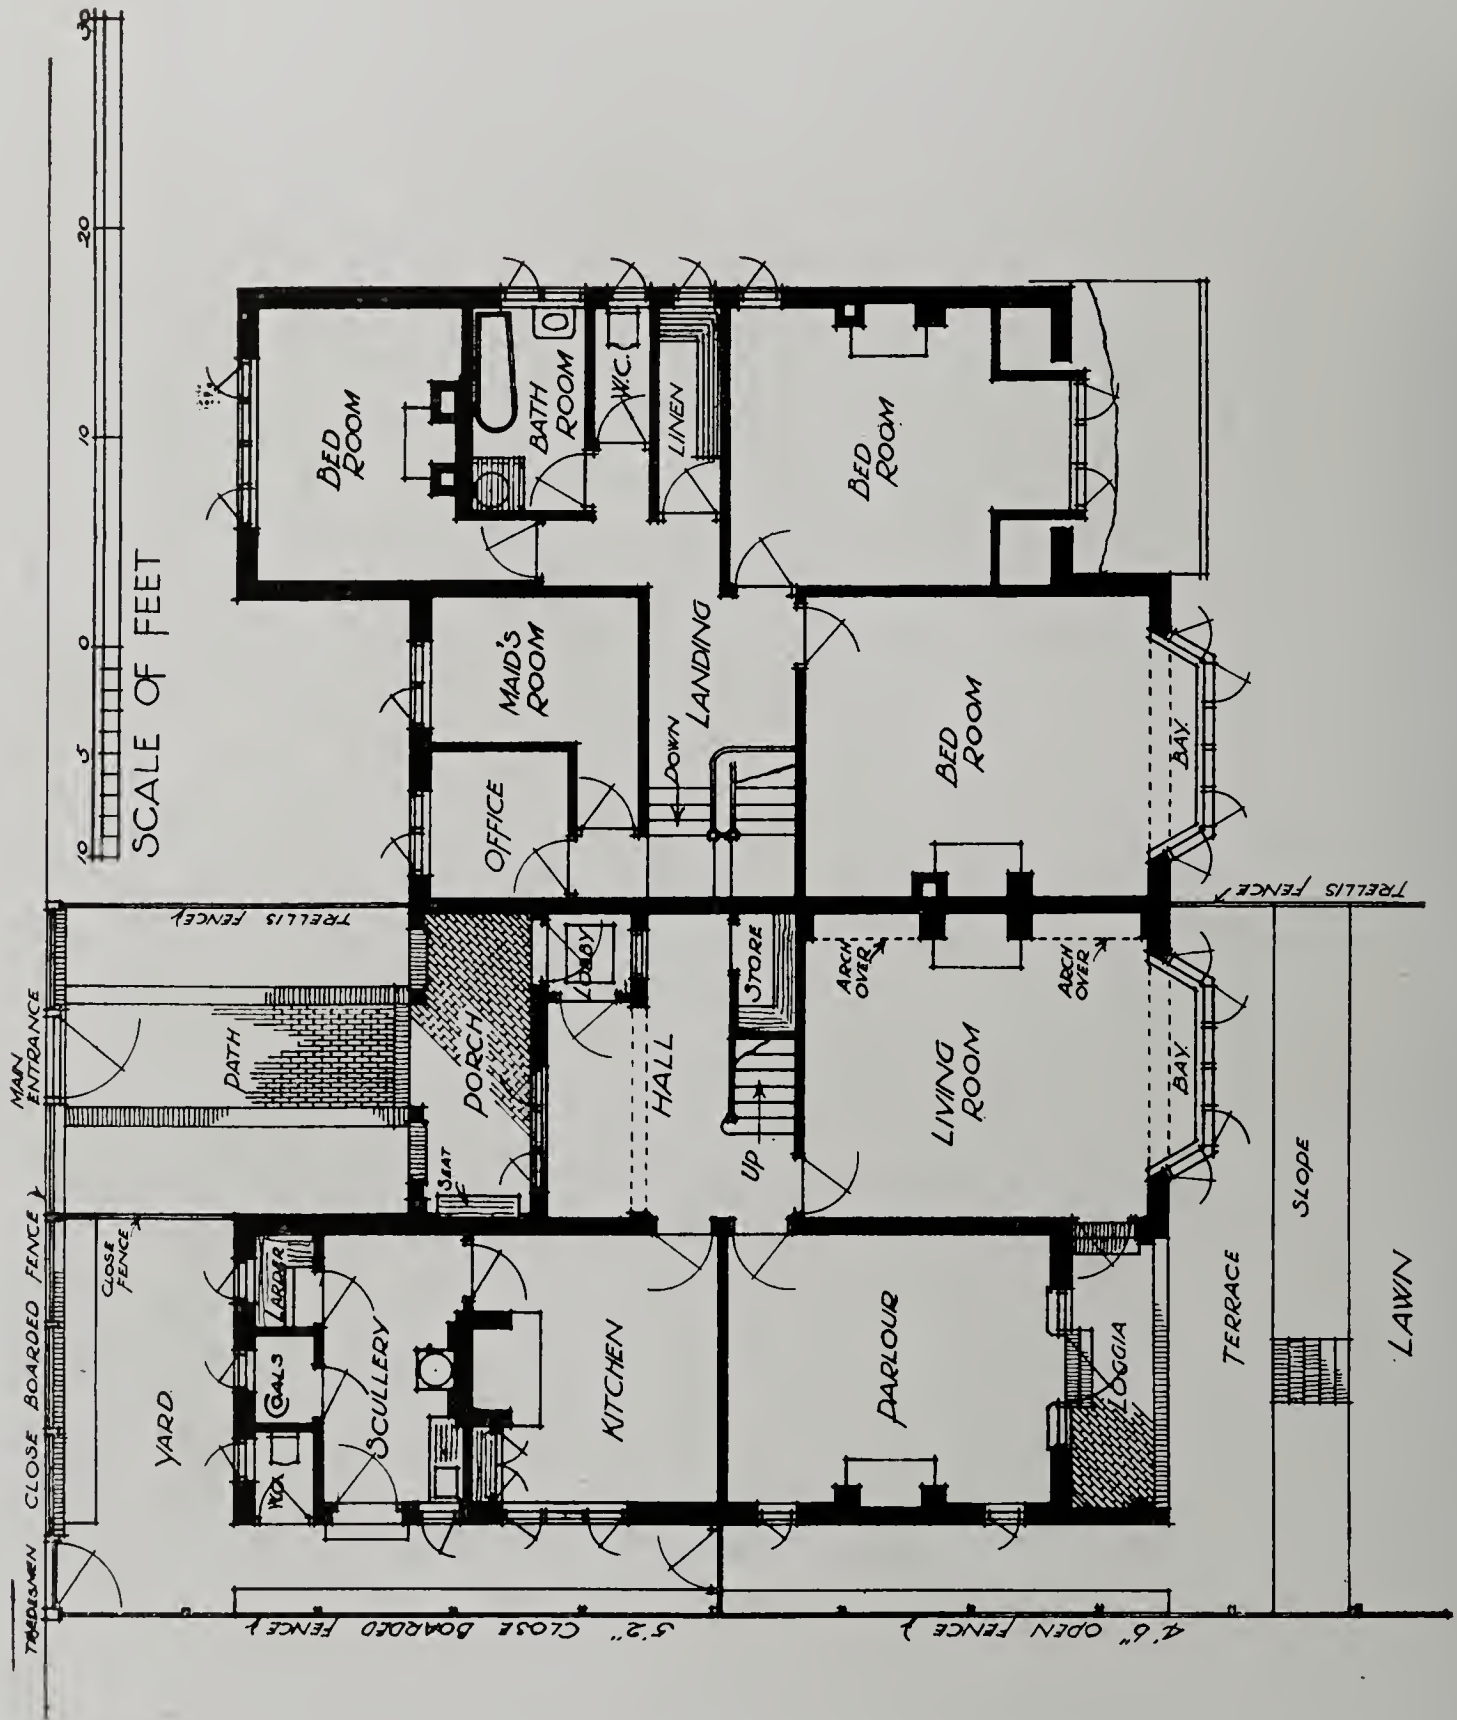 TRADESMEN
CLOSE BOARDED FENCE
MAIN
ENTRANCE
10
5
0
10
20
30
SCALE OF FEET
CLOSE
FENCE
YARD
PATH
TRELLIS FENCE
W.C.
COALS
LARDER
SCULLERY
SEAT
PORCH
LOBBY
OFFICE
MAID'S
ROOM
BED
ROOM
BATH
ROOM
W.C.
LINEN
KITCHEN
HALL
UP
STORE
DOWN
LANDING
PARLOUR
LIVING
ROOM
ARCH
OVER
ARCH
OVER
BED
ROOM
BED
ROOM
LOGGIA
BAY.
BAY.
TRELLIS FENCE
TERRACE
SLOPE
LAWN
5'.2" CLOSE BOARDED FENCE
4'.6" OPEN FENCE